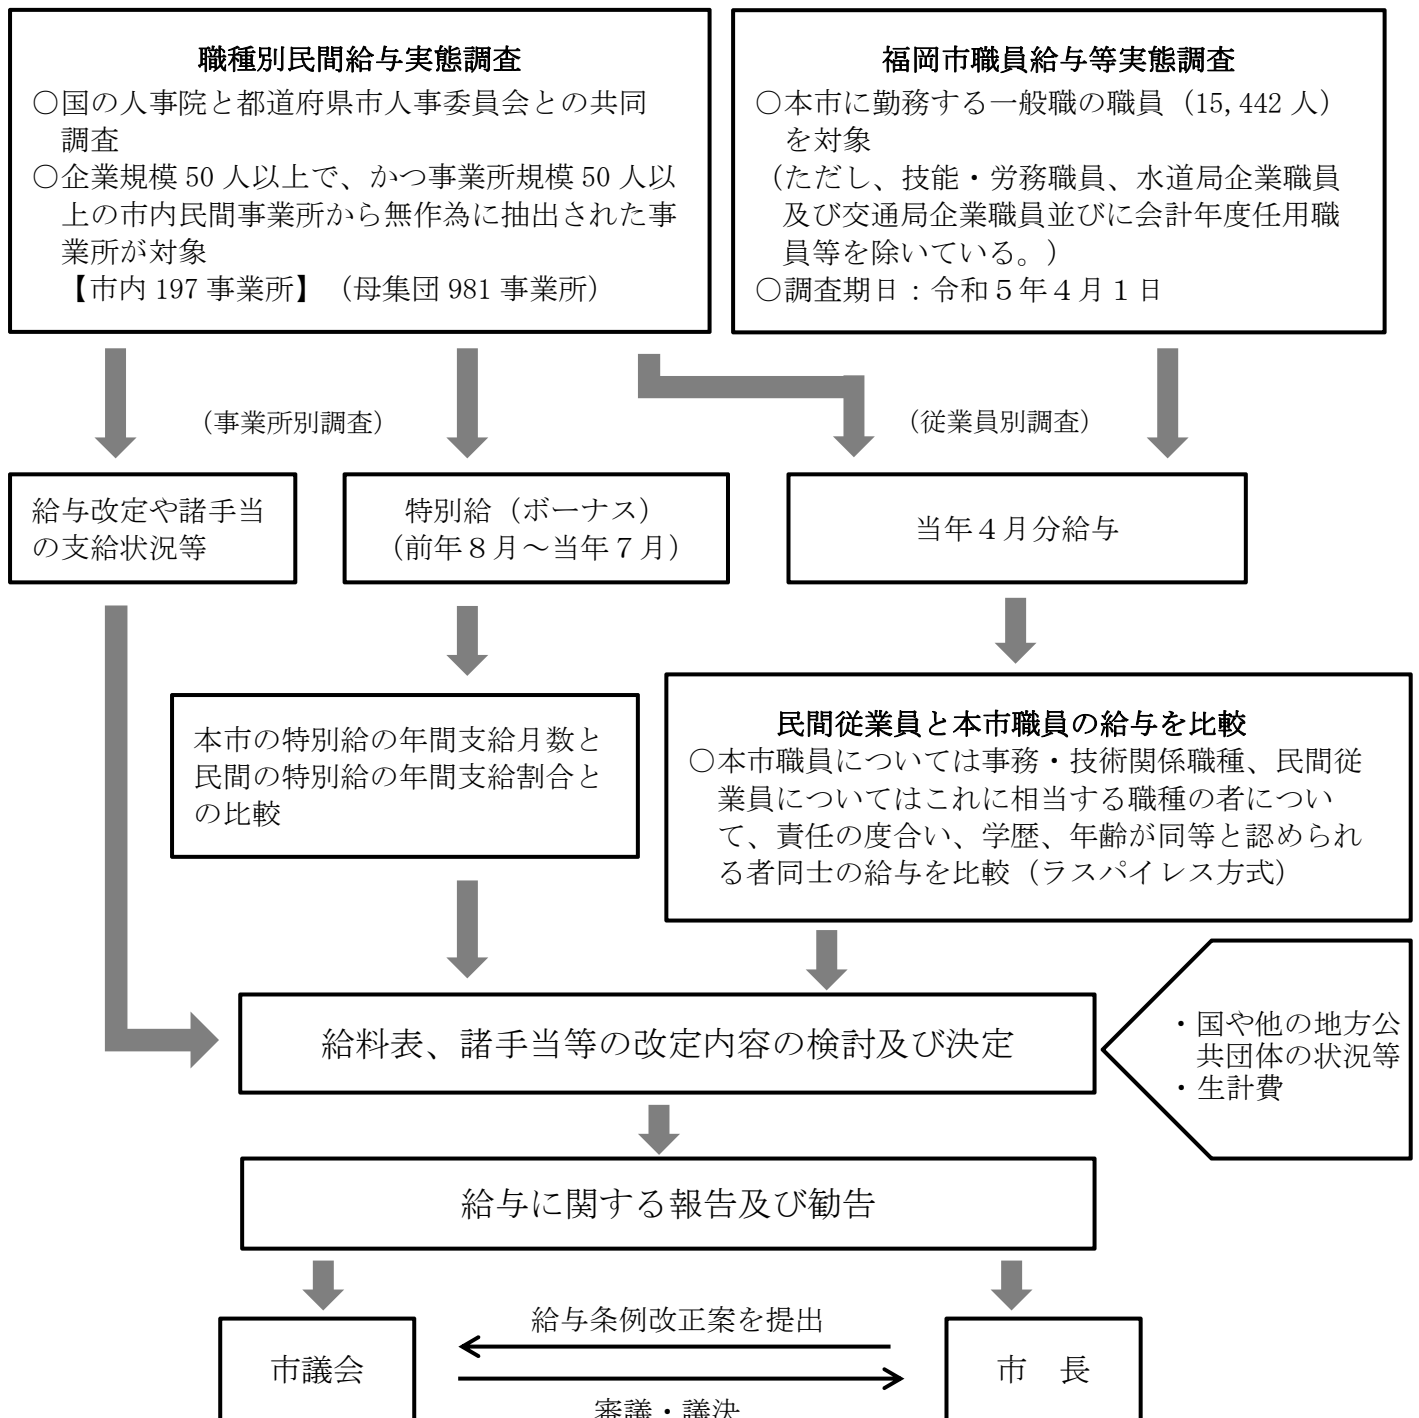 職種別民間給与実態調査
○国の人事院と都道府県市人事委員会との共同
調査
○企業規模 50 人以上で、かつ事業所規模 50 人以
上の市内民間事業所から無作為に抽出された事
業所が対象
【市内 197 事業所】（母集団 981 事業所）
福岡市職員給与等実態調査
○本市に勤務する一般職の職員（15,442 人）
を対象
（ただし、技能・労務職員、水道局企業職員
及び交通局企業職員並びに会計年度任用職
員等を除いている。）
○調査期日：令和５年４月１日
（事業所別調査）
（従業員別調査）
給与改定や諸手当
の支給状況等
特別給（ボーナス）
（前年８月～当年７月）
当年４月分給与
本市の特別給の年間支給月数と
民間の特別給の年間支給割合と
の比較
民間従業員と本市職員の給与を比較
○本市職員については事務・技術関係職種、民間従
業員についてはこれに相当する職種の者につい
て、責任の度合い、学歴、年齢が同等と認められ
る者同士の給与を比較（ラスパイレス方式）
給料表、諸手当等の改定内容の検討及び決定
・国や他の地方公
共団体の状況等
・生計費
給与に関する報告及び勧告
給与条例改正案を提出
市議会
市　長
審議・議決